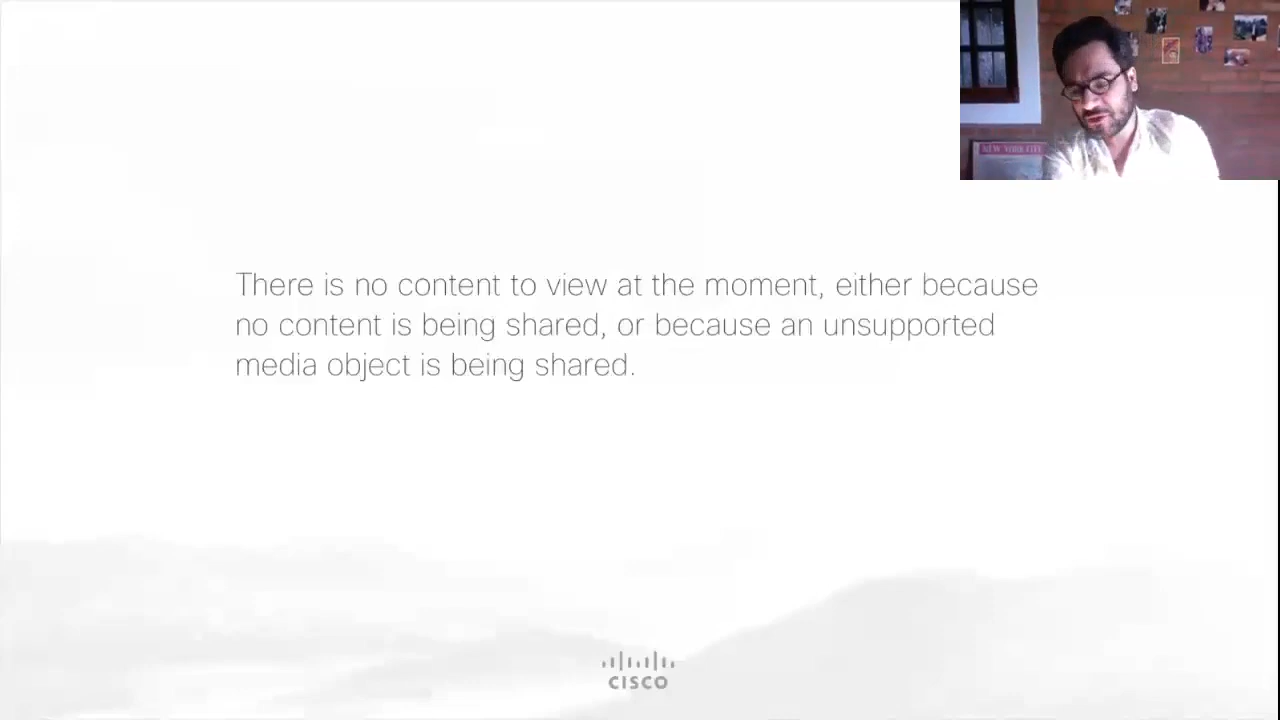 NEW YORK CITY
There is no content to view at the moment, either because
no content is being shared, or because an unsupported
media object is being shared.
CISCO